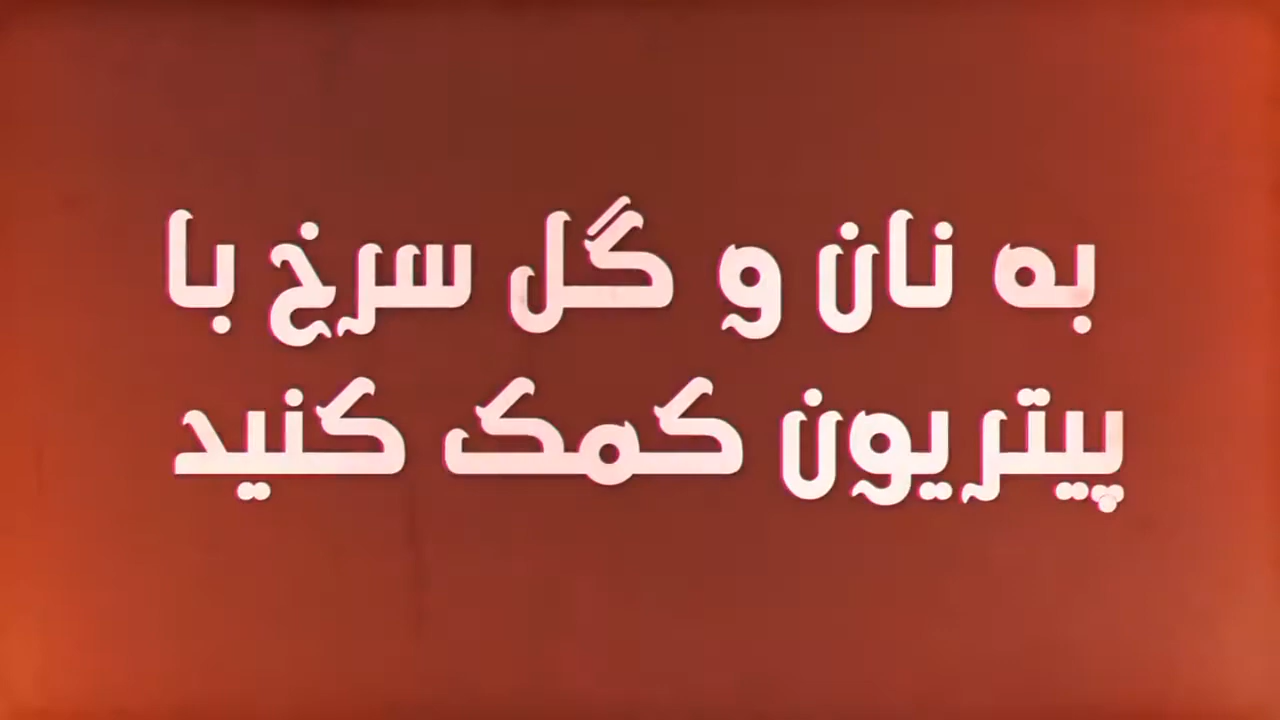 به نان و گل سرخ با
پیتریون کمک کنید